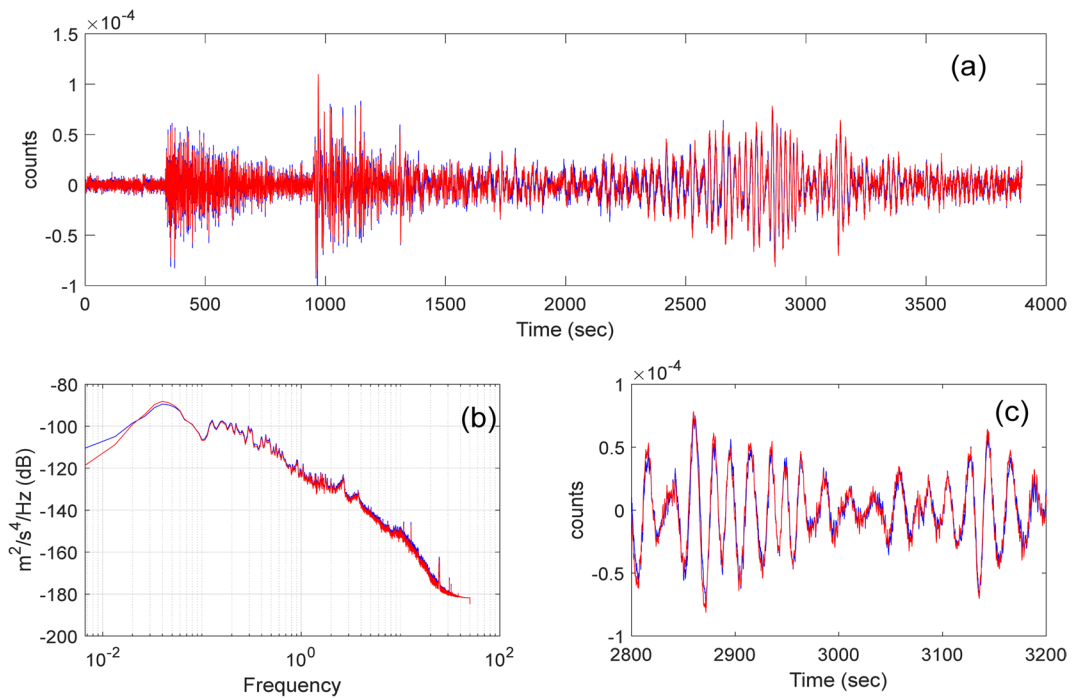 ×10⁻⁴
1.5
(a)
1
0.5
counts
0
-0.5
-1
0 500 1000 1500 2000 2500 3000 3500 4000
Time (sec)
-80
(b)
-100
-120
-140
-160
-180
-200
m²/s⁴/Hz (dB)
10⁻² 10⁰ 10²
Frequency
×10⁻⁴
1
(c)
0.5
counts
0
-0.5
-1
2800 2900 3000 3100 3200
Time (sec)